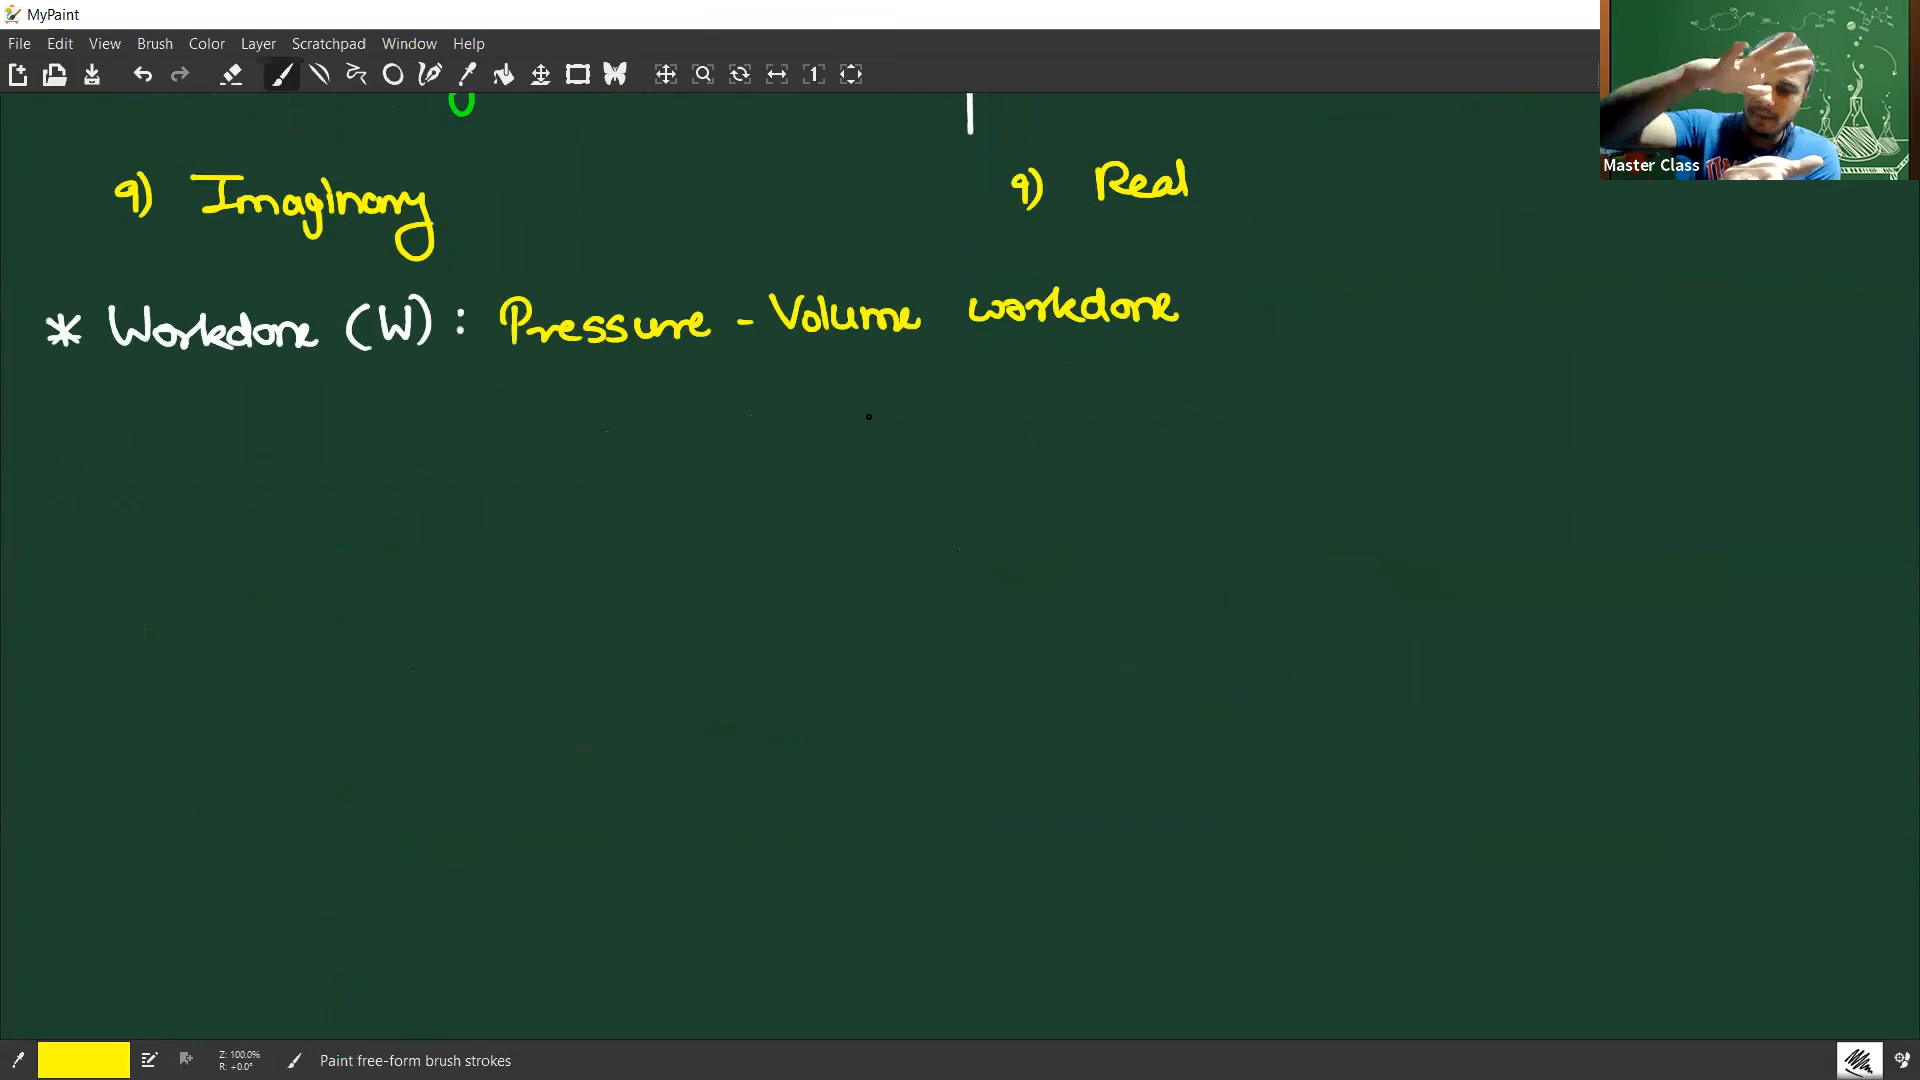 MyPaint
File Edit View Brush Color Layer Scratchpad Window Help
9) Imaginary
9) Real
* Workdone (W) : Pressure - Volume workdone
Master Class
Z: 100.0%
R: +0.0°
Paint free-form brush strokes